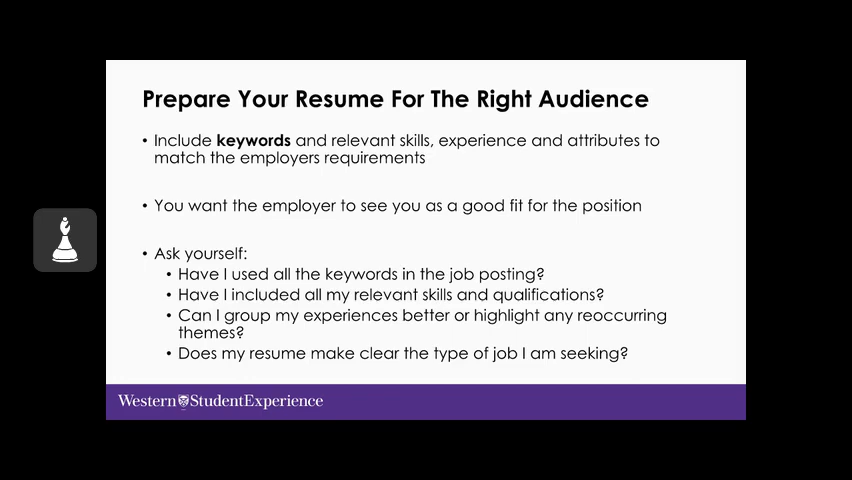 Prepare Your Resume For The Right Audience
• Include keywords and relevant skills, experience and attributes to
match the employers requirements
• You want the employer to see you as a good fit for the position
• Ask yourself:
• Have I used all the keywords in the job posting?
• Have I included all my relevant skills and qualifications?
• Can I group my experiences better or highlight any reoccurring
themes?
• Does my resume make clear the type of job I am seeking?
Western StudentExperience